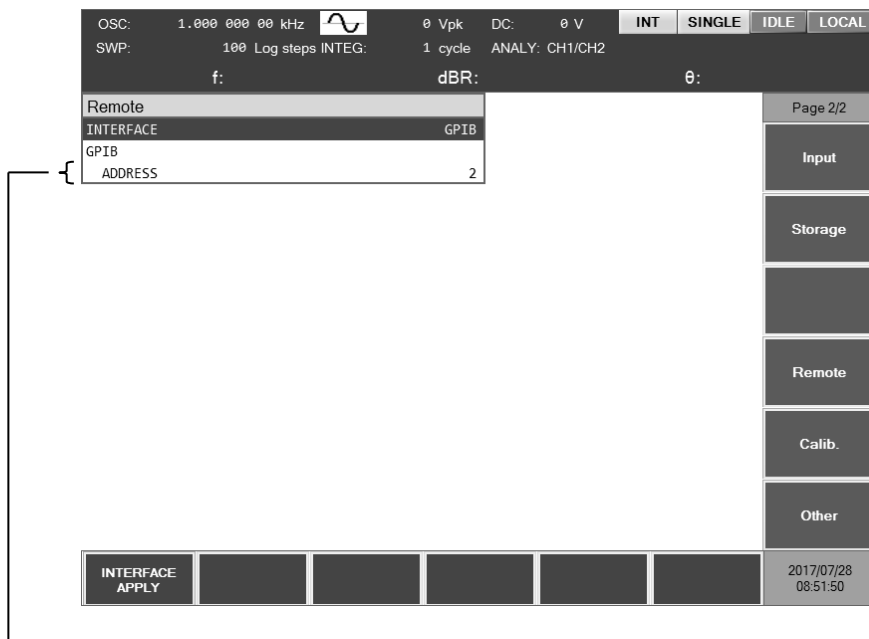 OSC: 1.000 000 00 kHz 0 Vpk DC: 0 V INT SINGLE IDLE LOCAL
SWP: 100 Log steps INTEG: 1 cycle ANALY: CH1/CH2
f: dBR: θ:
Remote
INTERFACE GPIB
GPIB
ADDRESS 2
Page 2/2
Input
Storage
Remote
Calib.
Other
INTERFACE
APPLY
2017/07/28
08:51:50